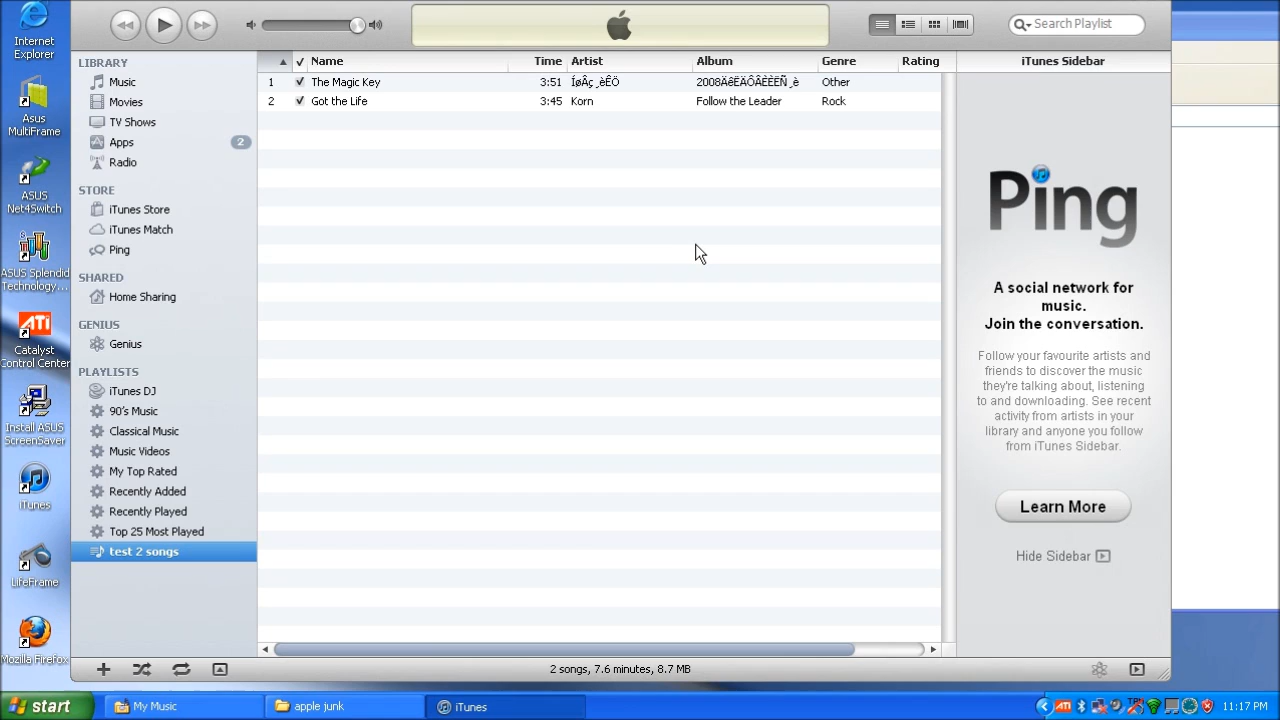 Internet
Explorer
Asus
MultiFrame
ASUS
Net4Switch
ASUS Splendid
Technology...
ATI
Catalyst
Control Center
Install ASUS
ScreenSaver
iTunes
LifeFrame
Mozilla Firefox
Search Playlist
LIBRARY
Music
Movies
TV Shows
Apps 2
Radio
STORE
iTunes Store
iTunes Match
Ping
SHARED
Home Sharing
GENIUS
Genius
PLAYLISTS
iTunes DJ
90's Music
Classical Music
Music Videos
My Top Rated
Recently Added
Recently Played
Top 25 Most Played
test 2 songs
Name Time Artist Album Genre Rating
1 The Magic Key 3:51 Other
2 Got the Life 3:45 Korn Follow the Leader Rock
iTunes Sidebar
Ping
A social network for
music.
Join the conversation.
Follow your favourite artists and
friends to discover the music
they're talking about, listening
to and downloading. See recent
activity from artists in your
library and anyone you follow
from iTunes Sidebar.
Learn More
Hide Sidebar
2 songs, 7.6 minutes, 8.7 MB
start My Music apple junk iTunes ATI 11:17 PM